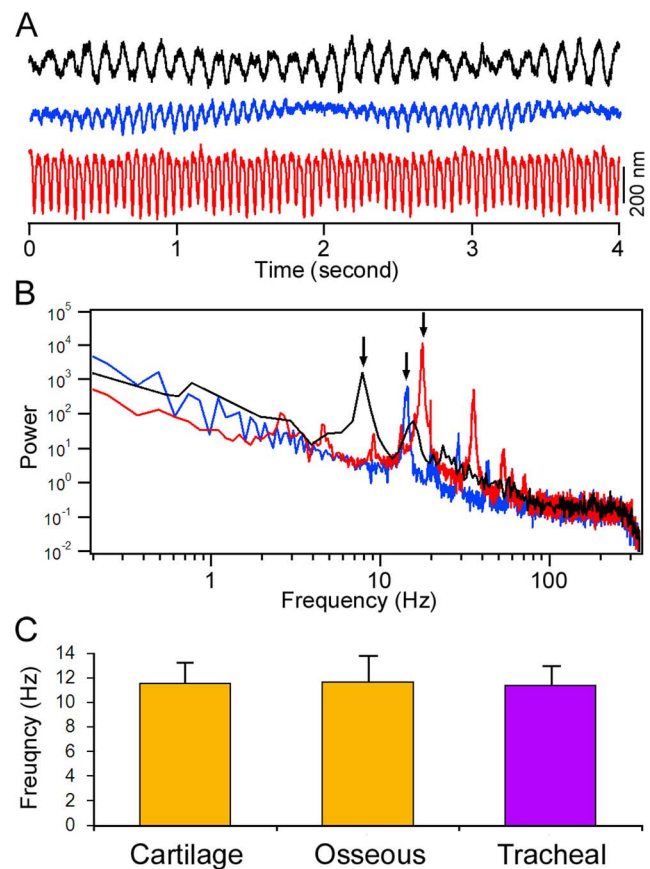 A
200 nm
0 1 2 3 4
Time (second)
B
10^5
10^4
10^3
10^2
10^1
10^0
10^-1
10^-2
Power
1 10 100
Frequency (Hz)
C
14
12
10
8
6
4
2
0
Freuqncy (Hz)
Cartilage Osseous Tracheal